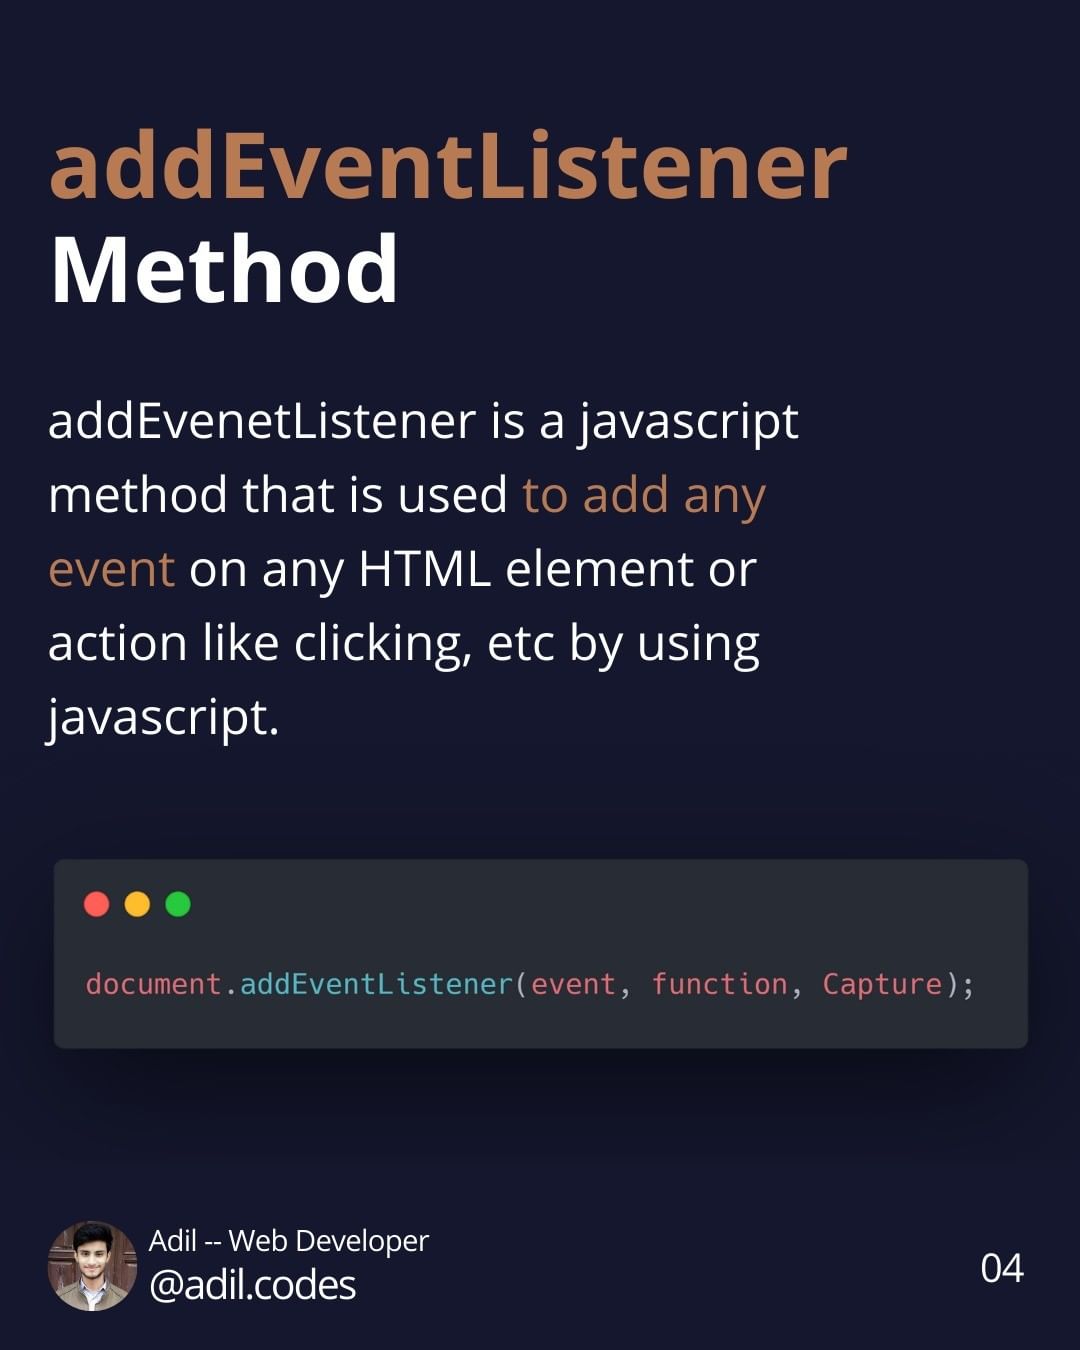 addEventListener
Method
addEvenetListener is a javascript
method that is used to add any
event on any HTML element or
action like clicking, etc by using
javascript.
document.addEventListener(event, function, Capture);
Adil -- Web Developer
@adil.codes
04